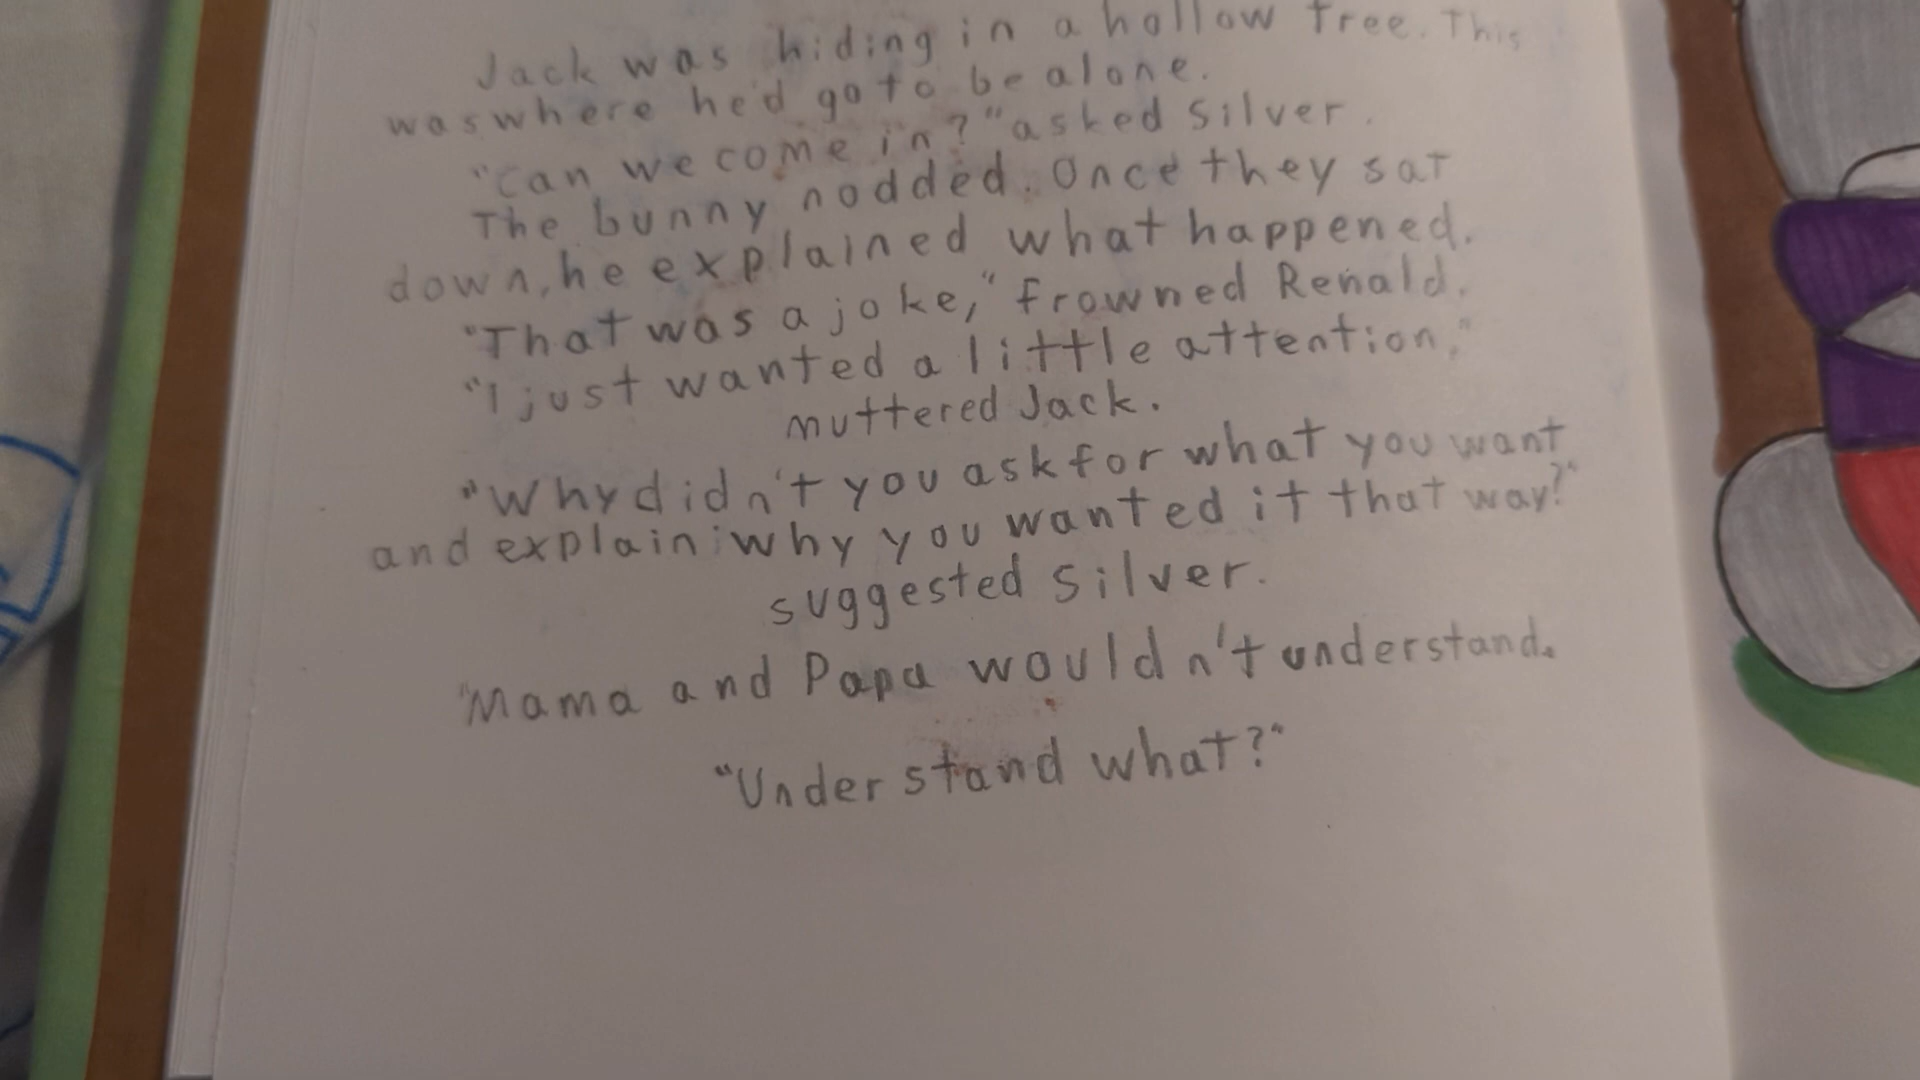 Jack was hiding in a hollow tree. This
was where he'd go to be alone.
"Can we come in?" asked Silver.
The bunny nodded. Once they sat
down, he explained what happened.
"That was a joke," frowned Renald.
"I just wanted a little attention."
muttered Jack.
"Why didn't you ask for what you want
and explain why you wanted it that way?"
suggested Silver.
"Mama and Papa wouldn't understand.
"Understand what?"